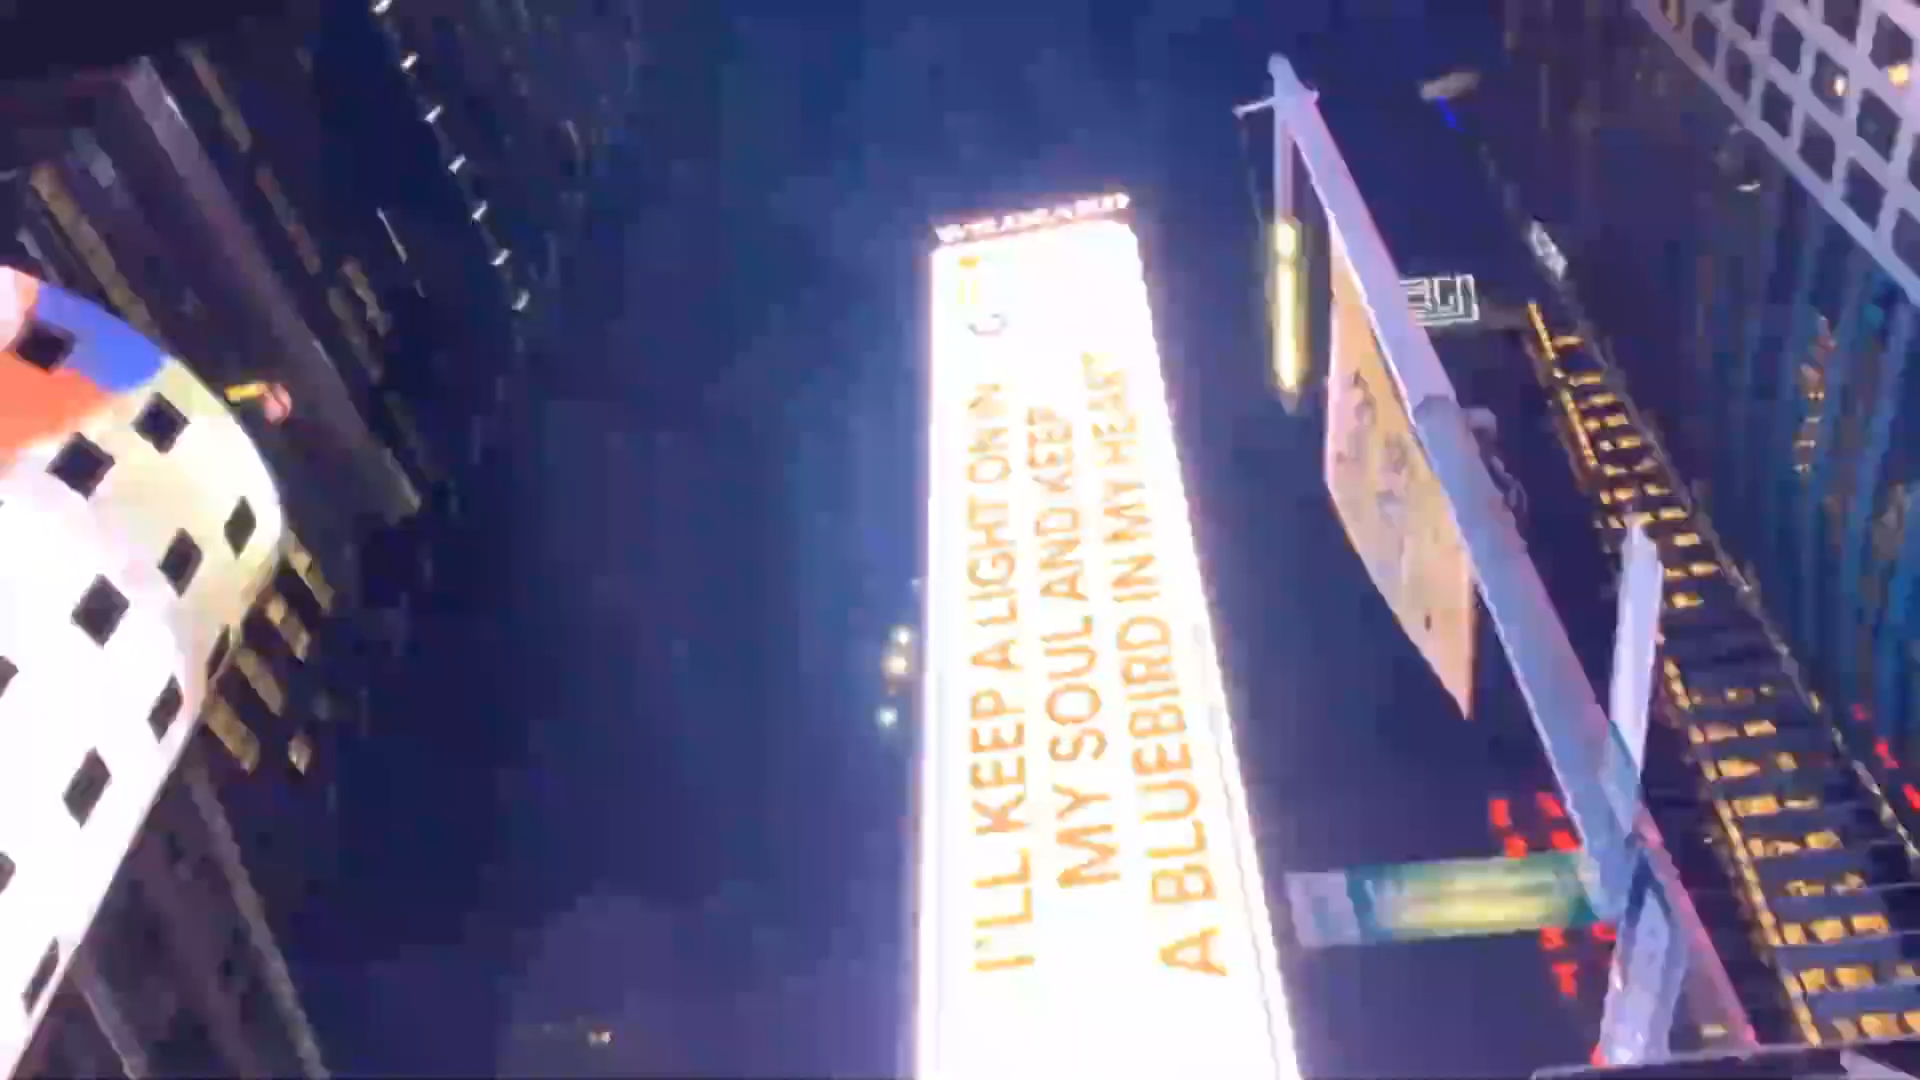 I'LL KEEP A LIGHT ON IN
MY SOUL AND KEEP
A BLUEBIRD IN MY HEART